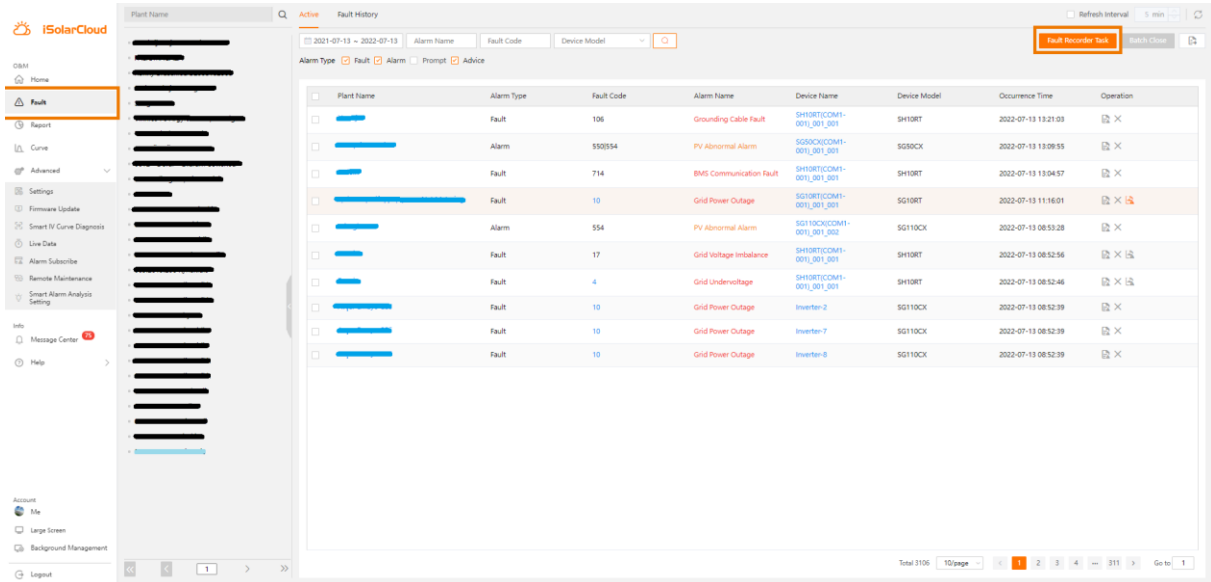 iSolarCloud
O&M
Home
Fault
Report
Curve
Advanced
Settings
Firmware Update
Smart IV Curve Diagnosis
Live Data
Alarm Subscribe
Remote Maintenance
Smart Alarm Analysis
Setting
Info
Message Center 75
Help
Account
Me
Large Screen
Background Management
Logout
Plant Name
1
Active Fault History
Refresh Interval 5 min
2021-07-13 ~ 2022-07-13 Alarm Name Fault Code Device Model
Fault Recorder Task Batch Close
Alarm Type Fault Alarm Prompt Advice
Plant Name Alarm Type Fault Code Alarm Name Device Name Device Model Occurrence Time Operation
Fault 106 Grounding Cable Fault SH10RT(COM1-001)_001_001 SH10RT 2022-07-13 13:21:03
Alarm 550|554 PV Abnormal Alarm SG50CX(COM1-001)_001_001 SG50CX 2022-07-13 13:09:55
Fault 714 BMS Communication Fault SH10RT(COM1-001)_001_001 SH10RT 2022-07-13 13:04:57
Fault 10 Grid Power Outage SG10RT(COM1-001)_001_001 SG10RT 2022-07-13 11:16:01
Alarm 554 PV Abnormal Alarm SG110CX(COM1-001)_001_002 SG110CX 2022-07-13 08:53:28
Fault 17 Grid Voltage Imbalance SH10RT(COM1-001)_001_001 SH10RT 2022-07-13 08:52:56
Fault 4 Grid Undervoltage SH10RT(COM1-001)_001_001 SH10RT 2022-07-13 08:52:46
Fault 10 Grid Power Outage Inverter-2 SG110CX 2022-07-13 08:52:39
Fault 10 Grid Power Outage Inverter-7 SG110CX 2022-07-13 08:52:39
Fault 10 Grid Power Outage Inverter-8 SG110CX 2022-07-13 08:52:39
Total 3106 10/page 1 2 3 4 ... 311 Go to 1